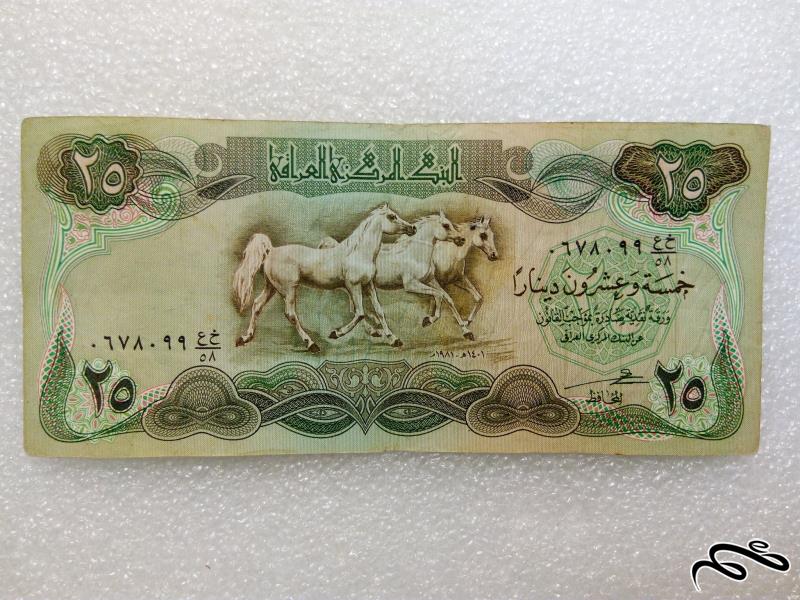 البنك المركزي العراقي
٢٥
٢٥
٠٦٧٨٠٩٩ خ ع / ٥٨
خمسة وعشرون دينارًا
ورقة نقدية صادرة بموجب القانون
عن البنك المركزي العراقي
١٤٠١هـ - ١٩٨١م
٠٦٧٨٠٩٩ خ ع / ٥٨
المحافظ
٢٥
٢٥